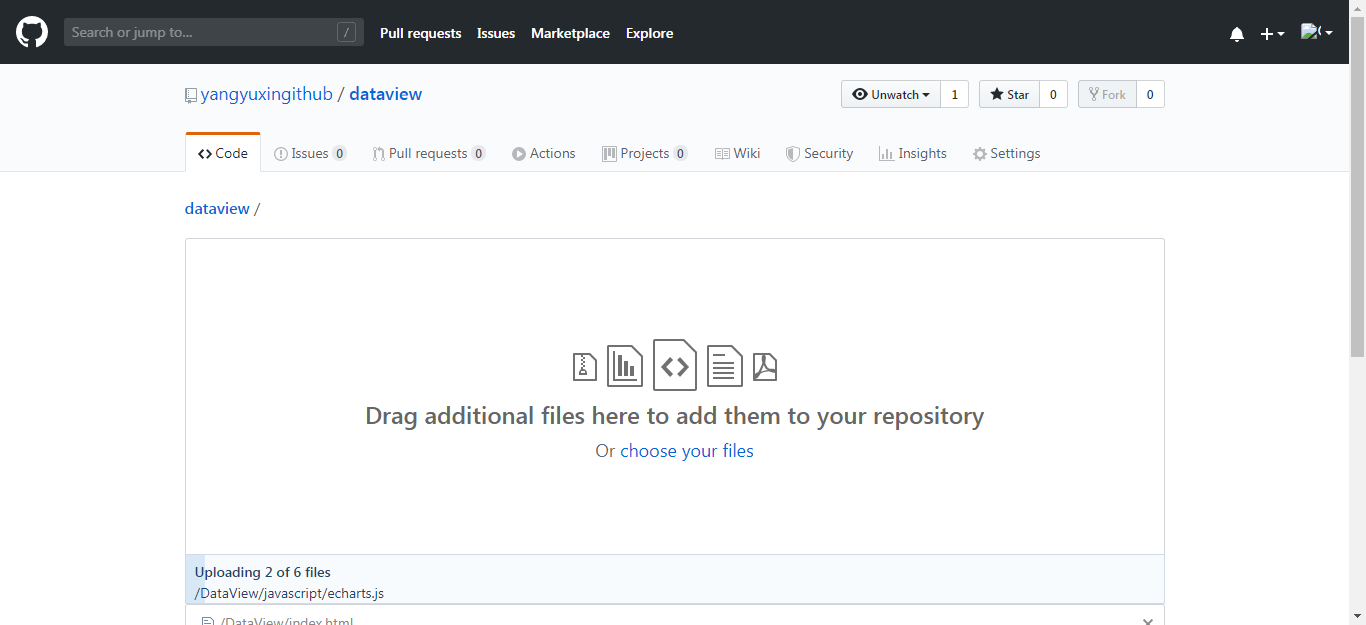 Search or jump to... /
Pull requests Issues Marketplace Explore
yangyuxingithub / dataview
Unwatch 1 Star 0 Fork 0
Code Issues 0 Pull requests 0 Actions Projects 0 Wiki Security Insights Settings
dataview /
Drag additional files here to add them to your repository
Or choose your files
Uploading 2 of 6 files
/DataView/javascript/echarts.js
/DataView/index.html